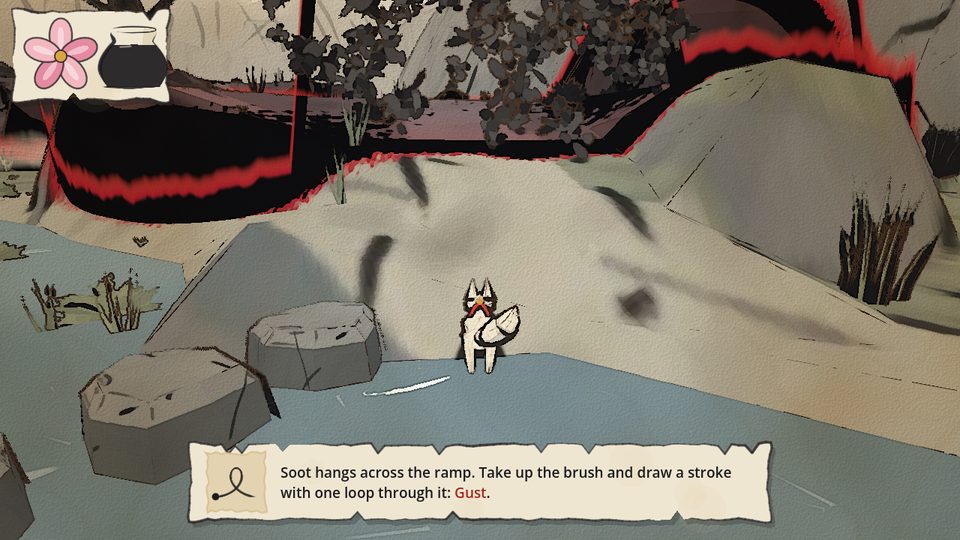 Soot hangs across the ramp. Take up the brush and draw a stroke
with one loop through it: Gust.